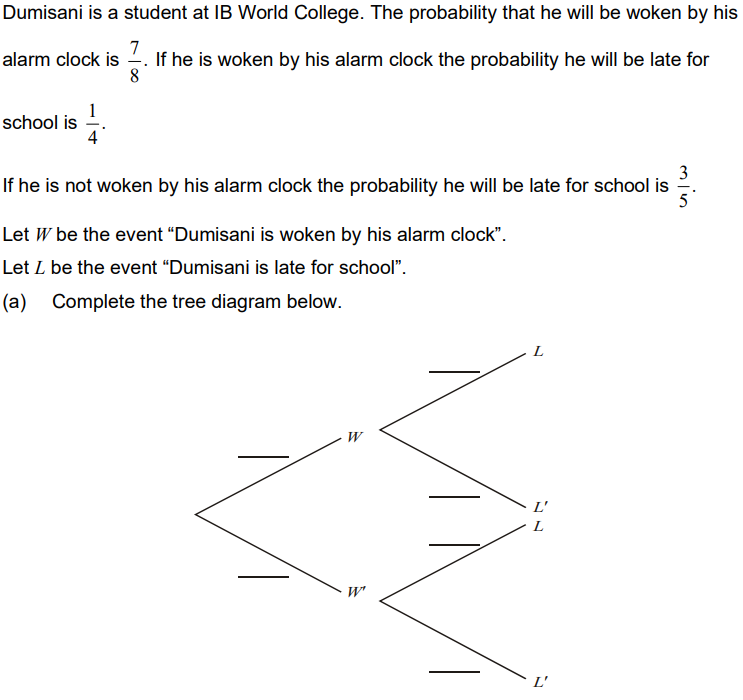 Dumisani is a student at IB World College. The probability that he will be woken by his
alarm clock is 7/8. If he is woken by his alarm clock the probability he will be late for
school is 1/4.
If he is not woken by his alarm clock the probability he will be late for school is 3/5.
Let W be the event “Dumisani is woken by his alarm clock”.
Let L be the event “Dumisani is late for school”.
(a) Complete the tree diagram below.
L
W
L'
L
W'
L'